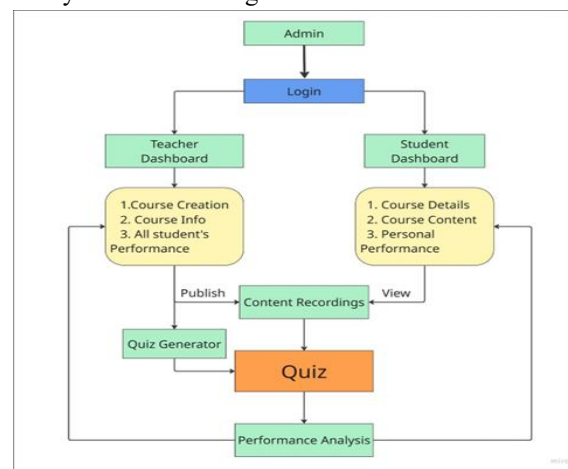 Admin
Login
Teacher
Dashboard
Student
Dashboard
1.Course Creation
2. Course Info
3. All student's
Performance
1. Course Details
2. Course Content
3. Personal
Performance
Publish
Content Recordings
View
Quiz Generator
Quiz
Performance Analysis